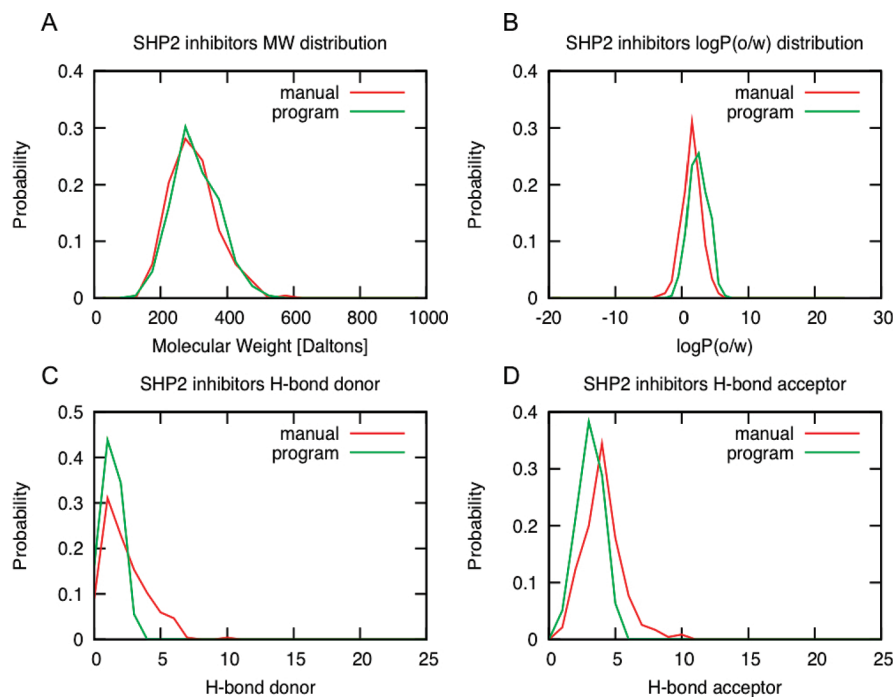 A
SHP2 inhibitors MW distribution
0.4
0.3
0.2
0.1
0
Probability
manual
program
0 200 400 600 800 1000
Molecular Weight [Daltons]
B
SHP2 inhibitors logP(o/w) distribution
0.4
0.3
0.2
0.1
0
Probability
manual
program
-20 -10 0 10 20 30
logP(o/w)
C
SHP2 inhibitors H-bond donor
0.5
0.4
0.3
0.2
0.1
0
Probability
manual
program
0 5 10 15 20 25
H-bond donor
D
SHP2 inhibitors H-bond acceptor
0.4
0.3
0.2
0.1
0
Probability
manual
program
0 5 10 15 20 25
H-bond acceptor